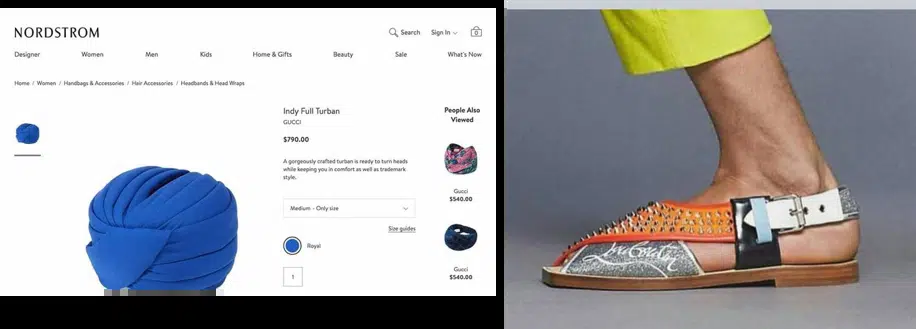 NORDSTROM
Search
Sign In
0
Designer
Women
Men
Kids
Home & Gifts
Beauty
Sale
What's Now
Home / Women / Handbags & Accessories / Hair Accessories / Headbands & Head Wraps
Indy Full Turban
GUCCI
$790.00
A gorgeously crafted turban is ready to turn heads
while keeping you in comfort as well as trademark
style.
Medium - Only size
Size guides
Royal
1
People Also
Viewed
Gucci
$540.00
Gucci
$540.00